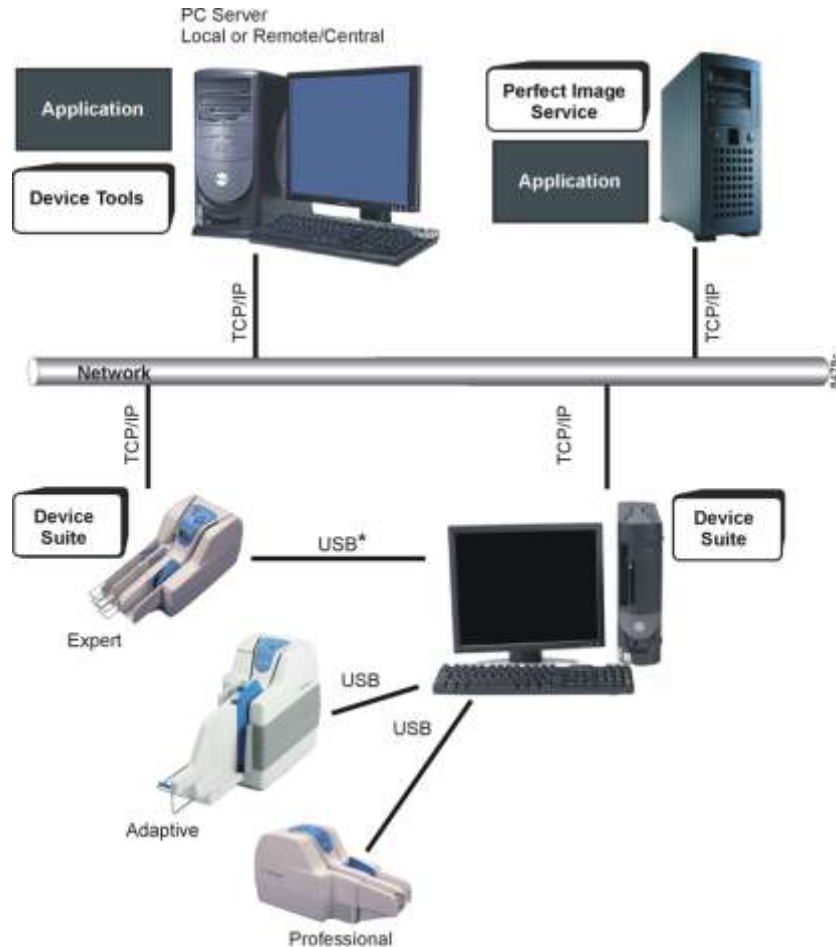 PC Server
Local or Remote/Central
Application
Device Tools
Perfect Image
Service
Application
TCP/IP
TCP/IP
Network
TCP/IP
TCP/IP
Device
Suite
USB*
Device
Suite
Expert
USB
USB
Adaptive
Professional